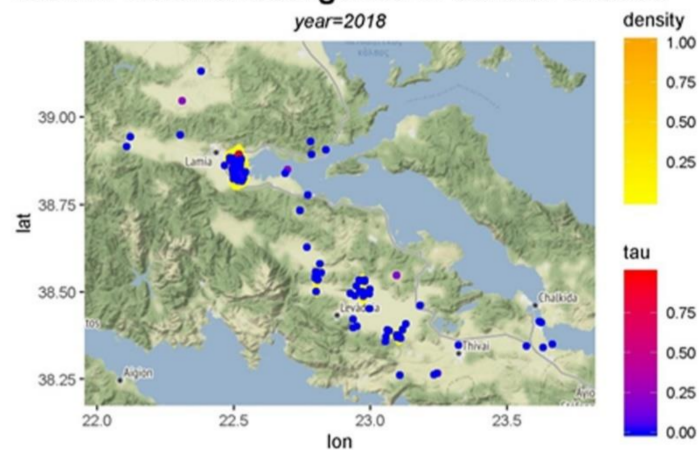 year=2018
density
1.00
0.75
0.50
0.25
tau
0.75
0.50
0.25
0.00
lat
39.00
38.75
38.50
38.25
Lamia
Levadia
Chalkida
Thivai
Aigion
tos
22.0 22.5 23.0 23.5
lon